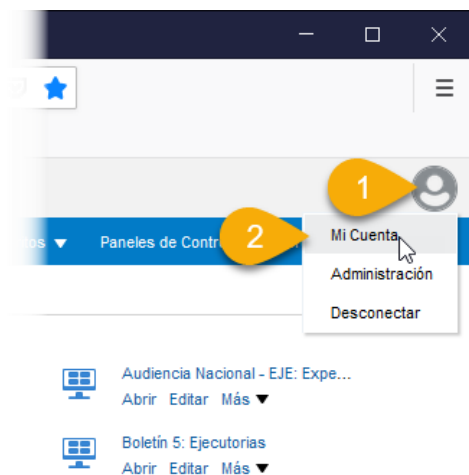 1
tos ▼ Paneles de Contr
2
Mi Cuenta
Administración
Desconectar
Audiencia Nacional - EJE: Expe...
Abrir Editar Más ▼
Boletín 5: Ejecutorias
Abrir Editar Más ▼